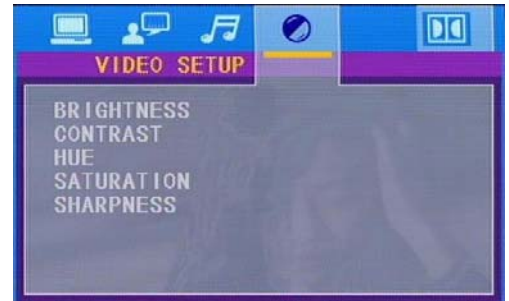 VIDEO SETUP
BRIGHTNESS
CONTRAST
HUE
SATURATION
SHARPNESS